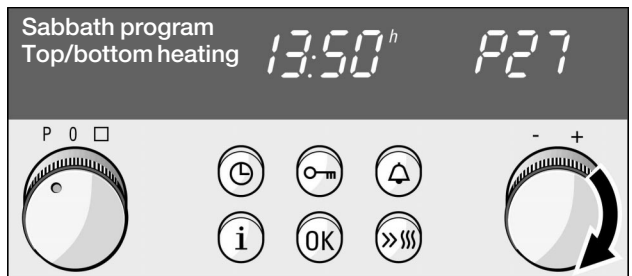 Sabbath program
Top/bottom heating
13:50 h P27
P 0 □
- +
i OK